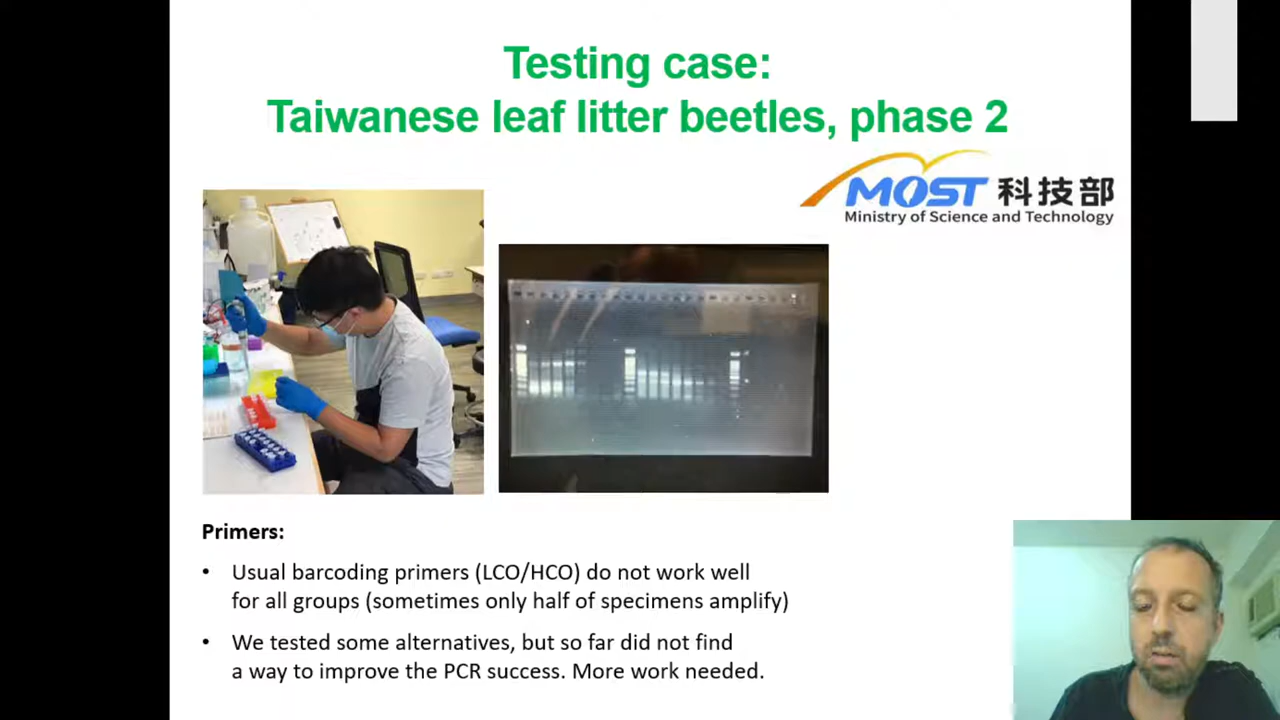 Testing case:
Taiwanese leaf litter beetles, phase 2
MOST 科技部
Ministry of Science and Technology
Primers:
• Usual barcoding primers (LCO/HCO) do not work well
for all groups (sometimes only half of specimens amplify)
• We tested some alternatives, but so far did not find
a way to improve the PCR success. More work needed.